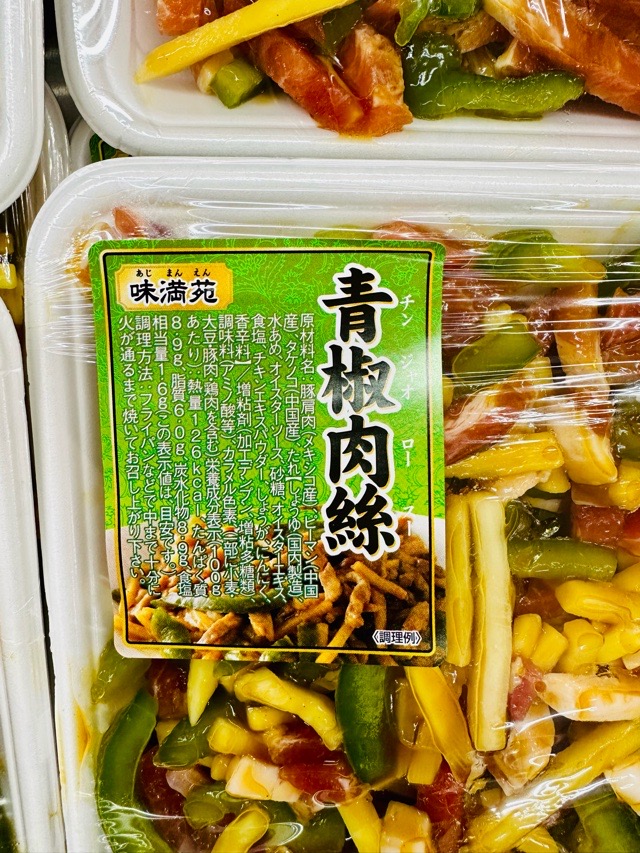 あじ まん えん
味満苑
青椒肉絲
チンジャオロース―
原材料名:豚肩肉(メキシコ産)、ピーマン(中国
産)、タケノコ(中国産)、たれ【しょうゆ(国内製造)、
水あめ、オイスターソース、砂糖、オイスターエキス、
食塩、チキンエキスパウダー、しょうが、にんにく、
香辛料】/増粘剤(加工デンプン、増粘多糖類)、
調味料(アミノ酸等)、カラメル色素、(一部に小麦・
大豆・豚肉・鶏肉を含む)栄養成分表示(100g
あたり):熱量126kcal、たんぱく質
8.9g、脂質6.0g、炭水化物8.9g、食塩
相当量1.6g(この表示値は、目安です。)
調理方法:フライパンなどで、中まで十分に
火が通るまで焼いてお召し上がり下さい。
〈調理例〉